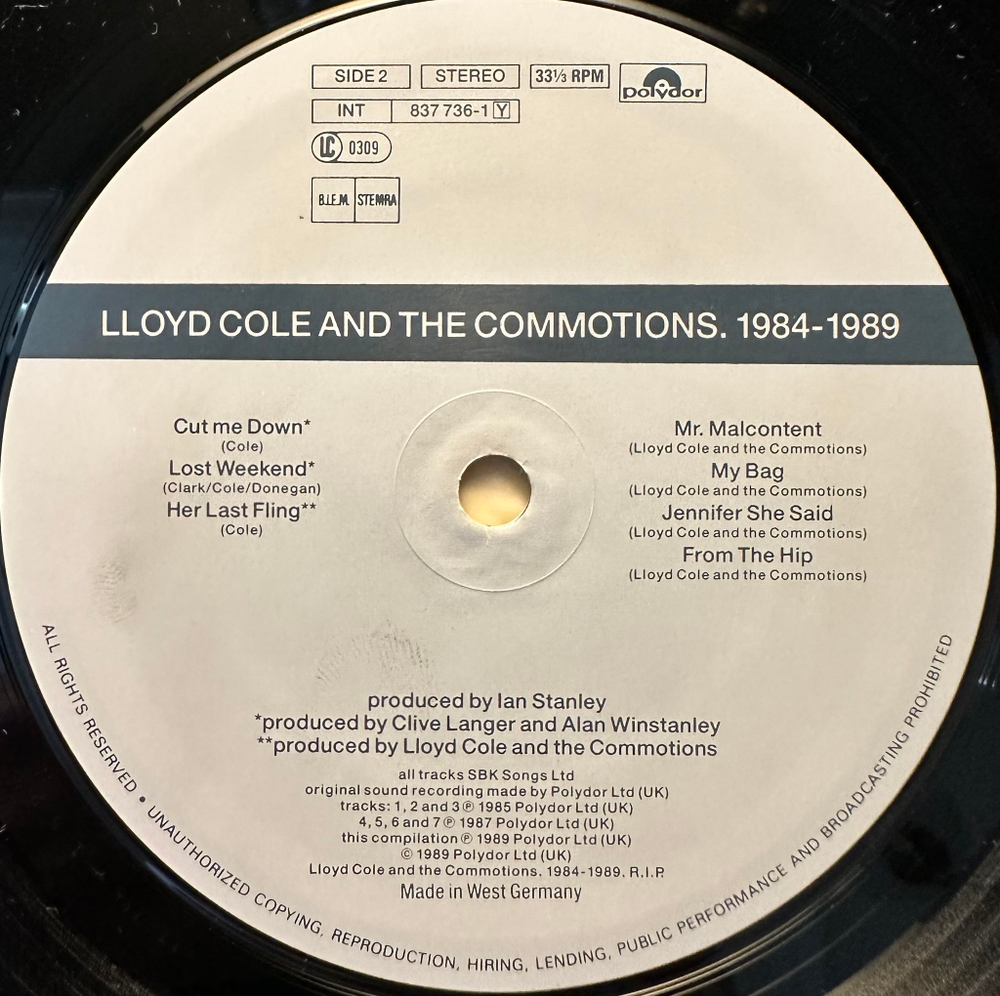 SIDE 2 STEREO 33⅓ RPM polydor
INT 837 736-1 Y
LC 0309
B.I.E.M. STEMRA
LLOYD COLE AND THE COMMOTIONS. 1984-1989
Cut me Down*
(Cole)
Lost Weekend*
(Clark/Cole/Donegan)
Her Last Fling**
(Cole)
Mr. Malcontent
(Lloyd Cole and the Commotions)
My Bag
(Lloyd Cole and the Commotions)
Jennifer She Said
(Lloyd Cole and the Commotions)
From The Hip
(Lloyd Cole and the Commotions)
produced by Ian Stanley
*produced by Clive Langer and Alan Winstanley
**produced by Lloyd Cole and the Commotions
all tracks SBK Songs Ltd
original sound recording made by Polydor Ltd (UK)
tracks: 1, 2 and 3 ℗ 1985 Polydor Ltd (UK)
4, 5, 6 and 7 ℗ 1987 Polydor Ltd (UK)
this compilation ℗ 1989 Polydor Ltd (UK)
© 1989 Polydor Ltd (UK)
Lloyd Cole and the Commotions. 1984-1989. R.I.P.
Made in West Germany
ALL RIGHTS RESERVED • UNAUTHORIZED COPYING, REPRODUCTION, HIRING, LENDING, PUBLIC PERFORMANCE AND BROADCASTING PROHIBITED